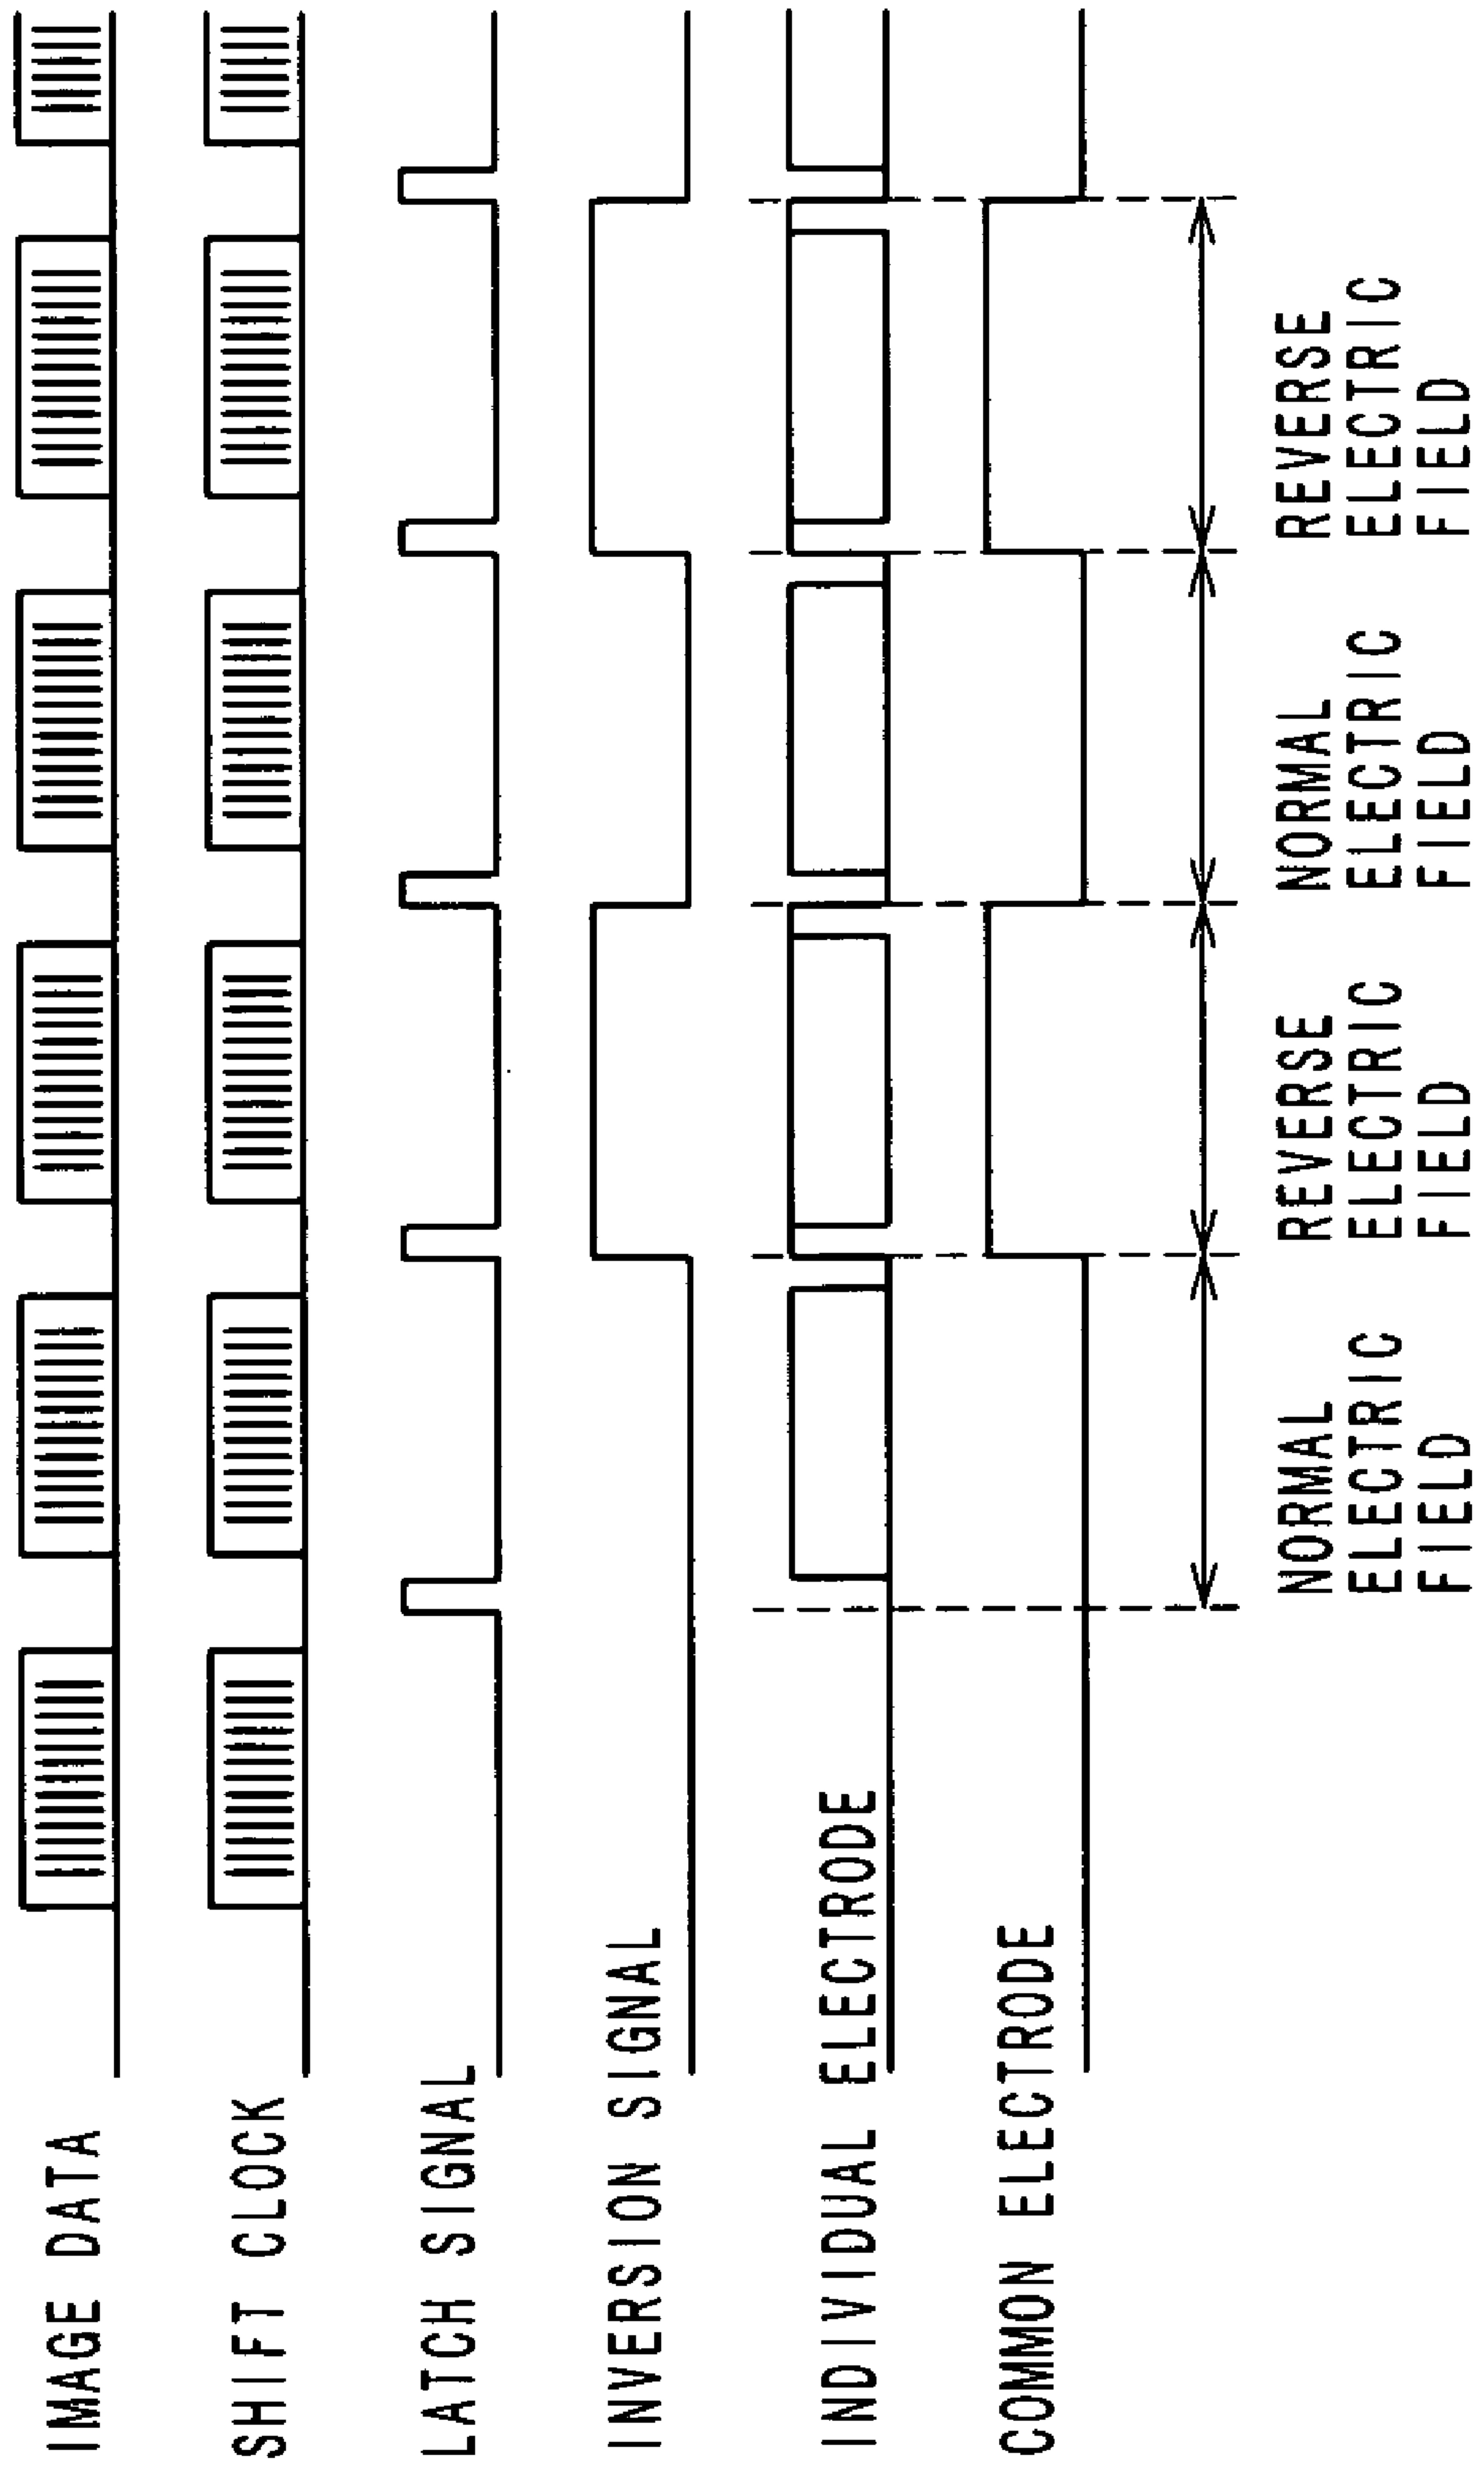 IMAGE DATA
SHIFT CLOCK
LATCH SIGNAL
INVERSION SIGNAL
INDIVIDUAL ELECTRODE
COMMON ELECTRODE
NORMAL
ELECTRIC
FIELD
REVERSE
ELECTRIC
FIELD
NORMAL
ELECTRIC
FIELD
REVERSE
ELECTRIC
FIELD